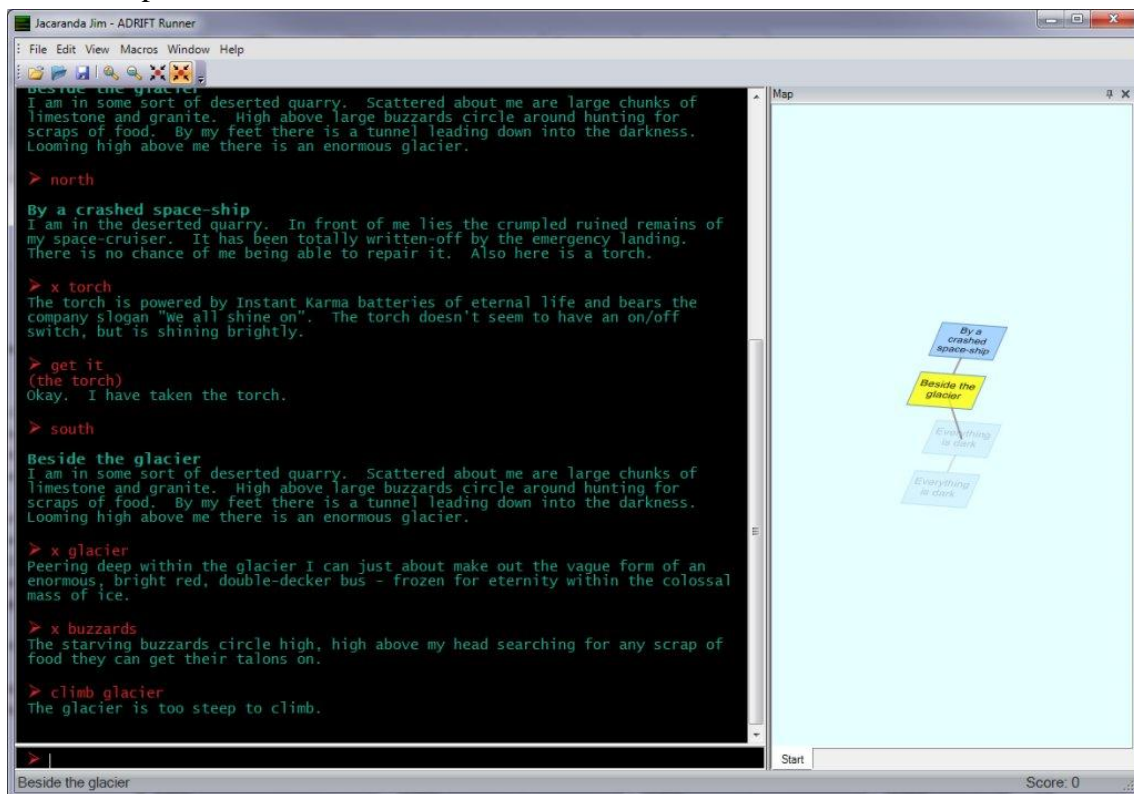 Jacaranda Jim - ADRIFT Runner
File Edit View Macros Window Help
Beside the glacier
I am in some sort of deserted quarry. Scattered about me are large chunks of
limestone and granite. High above large buzzards circle around hunting for
scraps of food. By my feet there is a tunnel leading down into the darkness.
Looming high above me there is an enormous glacier.
➢ north
By a crashed space-ship
I am in the deserted quarry. In front of me lies the crumpled ruined remains of
my space-cruiser. It has been totally written-off by the emergency landing.
There is no chance of me being able to repair it. Also here is a torch.
➢ x torch
The torch is powered by Instant Karma batteries of eternal life and bears the
company slogan "We all shine on". The torch doesn't seem to have an on/off
switch, but is shining brightly.
➢ get it
(the torch)
Okay. I have taken the torch.
➢ south
Beside the glacier
I am in some sort of deserted quarry. Scattered about me are large chunks of
limestone and granite. High above large buzzards circle around hunting for
scraps of food. By my feet there is a tunnel leading down into the darkness.
Looming high above me there is an enormous glacier.
➢ x glacier
Peering deep within the glacier I can just about make out the vague form of an
enormous, bright red, double-decker bus - frozen for eternity within the colossal
mass of ice.
➢ x buzzards
The starving buzzards circle high, high above my head searching for any scrap of
food they can get their talons on.
➢ climb glacier
The glacier is too steep to climb.
➢
Beside the glacier
Map
By a
crashed
space-ship
Beside the
glacier
Everything
is dark
Everything
is dark
Start
Score: 0